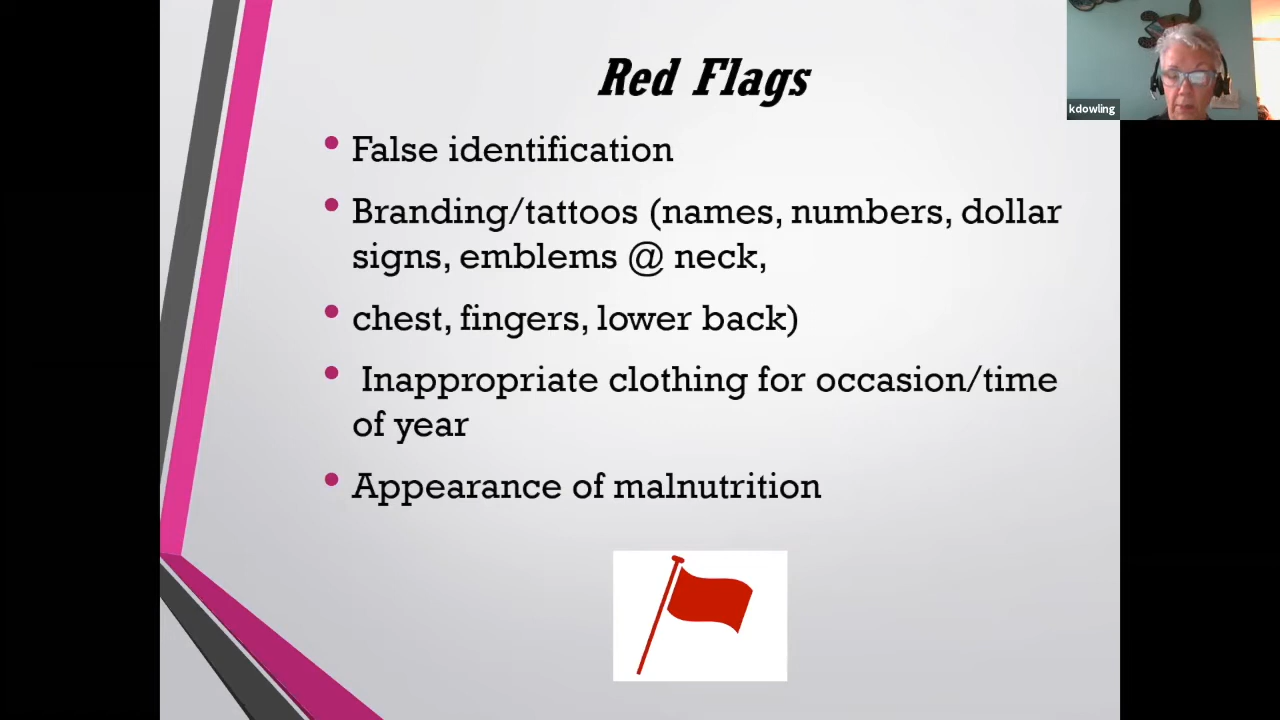 Red Flags
kdowling
• False identification
• Branding/tattoos (names, numbers, dollar
signs, emblems @ neck,
• chest, fingers, lower back)
• Inappropriate clothing for occasion/time
of year
• Appearance of malnutrition